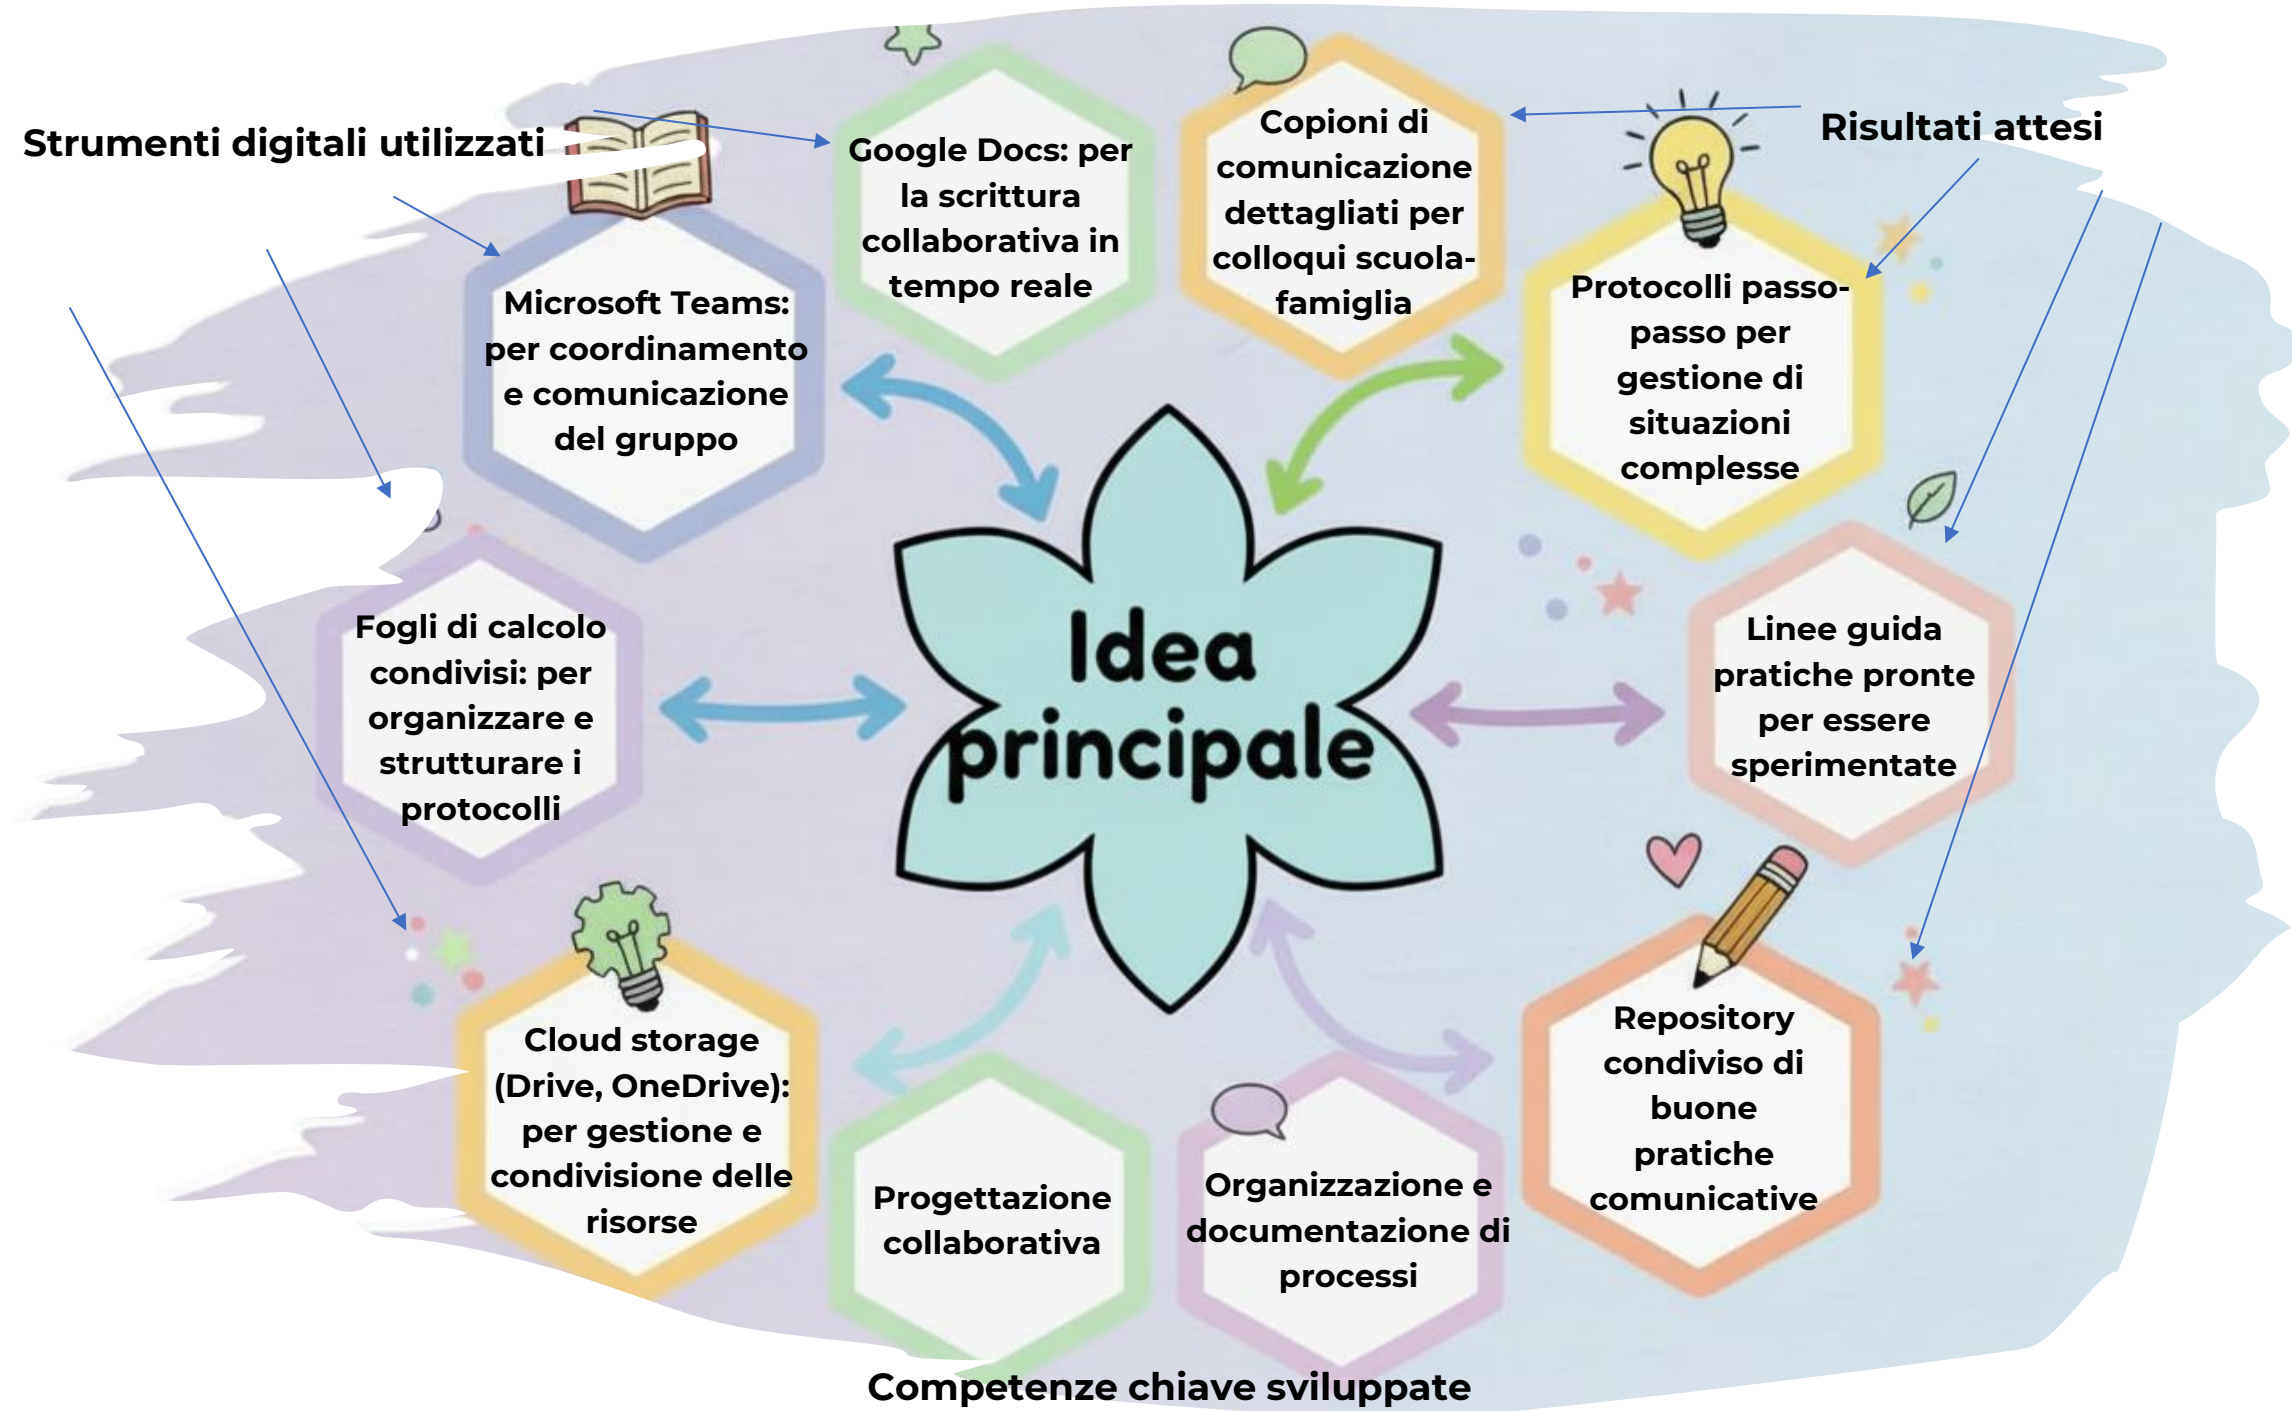 Strumenti digitali utilizzati
Google Docs: per
la scrittura
collaborativa in
tempo reale
Copioni di
comunicazione
dettagliati per
colloqui scuola-
famiglia
Risultati attesi
Microsoft Teams:
per coordinamento
e comunicazione
del gruppo
Protocolli passo-
passo per
gestione di
situazioni
complesse
Fogli di calcolo
condivisi: per
organizzare e
strutturare i
protocolli
Idea
principale
Linee guida
pratiche pronte
per essere
sperimentate
Cloud storage
(Drive, OneDrive):
per gestione e
condivisione delle
risorse
Progettazione
collaborativa
Organizzazione e
documentazione di
processi
Repository
condiviso di
buone
pratiche
comunicative
Competenze chiave sviluppate